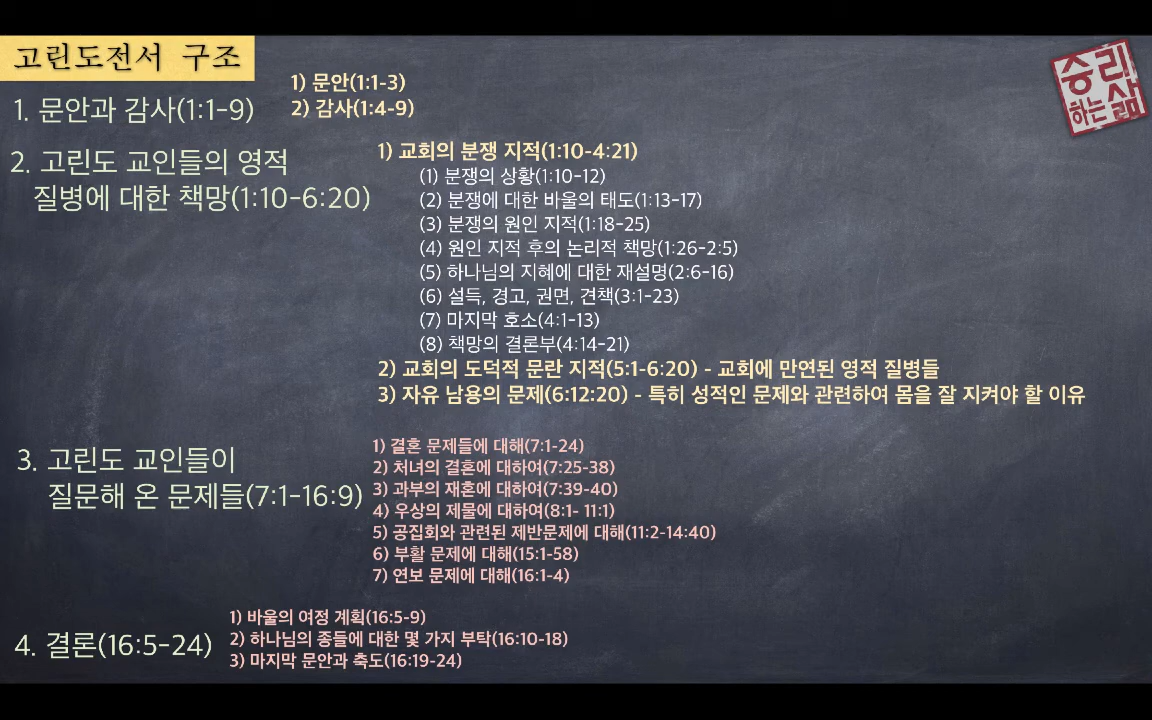 고린도전서 구조
승리
하는 삶
1. 문안과 감사(1:1-9)
1) 문안(1:1-3)
2) 감사(1:4-9)
2. 고린도 교인들의 영적
질병에 대한 책망(1:10-6:20)
1) 교회의 분쟁 지적(1:10-4:21)
(1) 분쟁의 상황(1:10-12)
(2) 분쟁에 대한 바울의 태도(1:13-17)
(3) 분쟁의 원인 지적(1:18-25)
(4) 원인 지적 후의 논리적 책망(1:26-2:5)
(5) 하나님의 지혜에 대한 재설명(2:6-16)
(6) 설득, 경고, 권면, 견책(3:1-23)
(7) 마지막 호소(4:1-13)
(8) 책망의 결론부(4:14-21)
2) 교회의 도덕적 문란 지적(5:1-6:20) - 교회에 만연된 영적 질병들
3) 자유 남용의 문제(6:12:20) - 특히 성적인 문제와 관련하여 몸을 잘 지켜야 할 이유
3. 고린도 교인들이
질문해 온 문제들(7:1-16:9)
1) 결혼 문제들에 대해(7:1-24)
2) 처녀의 결혼에 대하여(7:25-38)
3) 과부의 재혼에 대하여(7:39-40)
4) 우상의 제물에 대하여(8:1- 11:1)
5) 공집회와 관련된 제반문제에 대해(11:2-14:40)
6) 부활 문제에 대해(15:1-58)
7) 연보 문제에 대해(16:1-4)
4. 결론(16:5-24)
1) 바울의 여정 계획(16:5-9)
2) 하나님의 종들에 대한 몇 가지 부탁(16:10-18)
3) 마지막 문안과 축도(16:19-24)